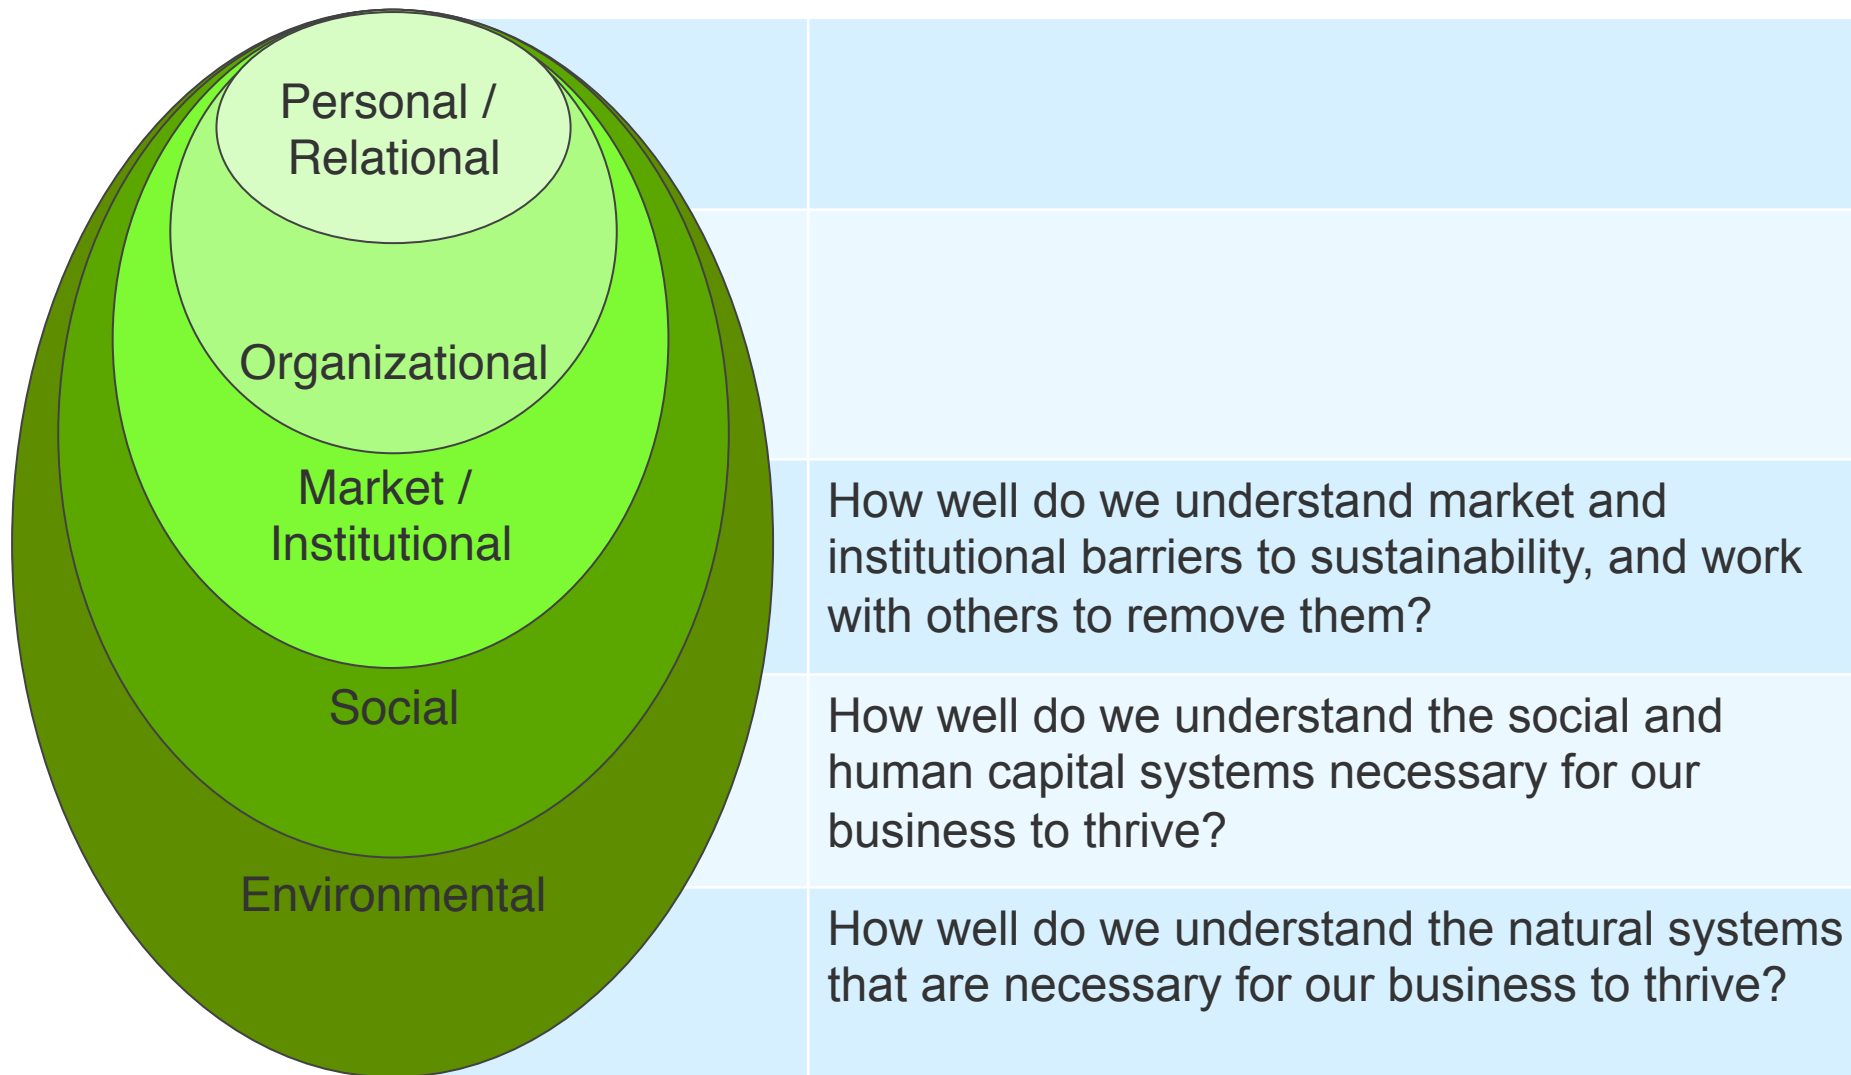 Personal /
Relational
Organizational
Market /
Institutional
How well do we understand market and
institutional barriers to sustainability, and work
with others to remove them?
Social
How well do we understand the social and
human capital systems necessary for our
business to thrive?
Environmental
How well do we understand the natural systems
that are necessary for our business to thrive?